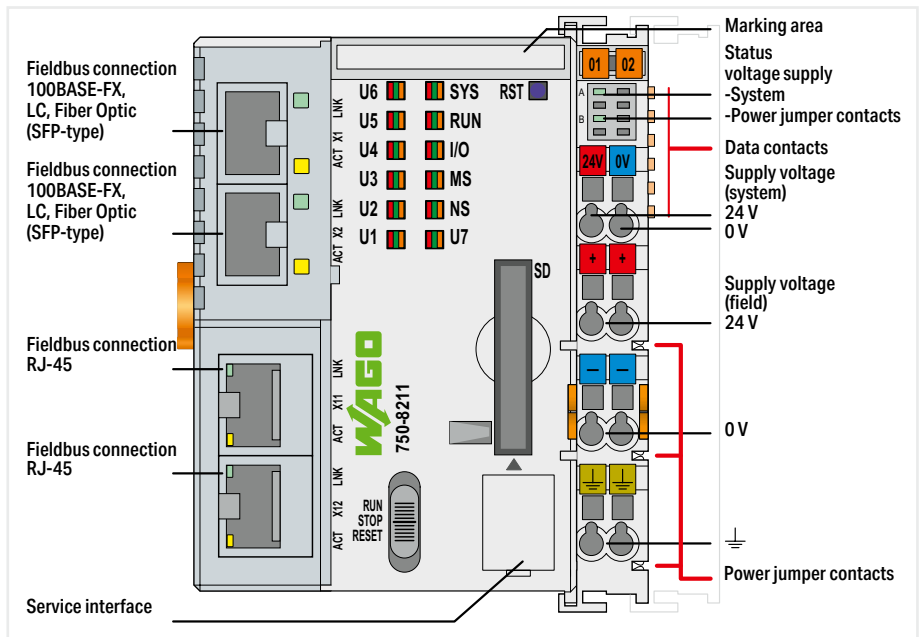 Fieldbus connection
100BASE-FX,
LC, Fiber Optic
(SFP-type)
Fieldbus connection
100BASE-FX,
LC, Fiber Optic
(SFP-type)
Fieldbus connection
RJ-45
Fieldbus connection
RJ-45
Service interface
LNK
ACT X1
LNK
ACT X2
LNK
X11
ACT
LNK
X12
ACT
U6 SYS RST
U5 RUN
U4 I/O
U3 MS
U2 NS
U1 U7
SD
WAGO
750-8211
RUN
STOP
RESET
01 02
A
B
24V 0V
+ +
− −
Marking area
Status
voltage supply
-System
-Power jumper contacts
Data contacts
Supply voltage
(system)
24 V
0 V
Supply voltage
(field)
24 V
0 V
Power jumper contacts